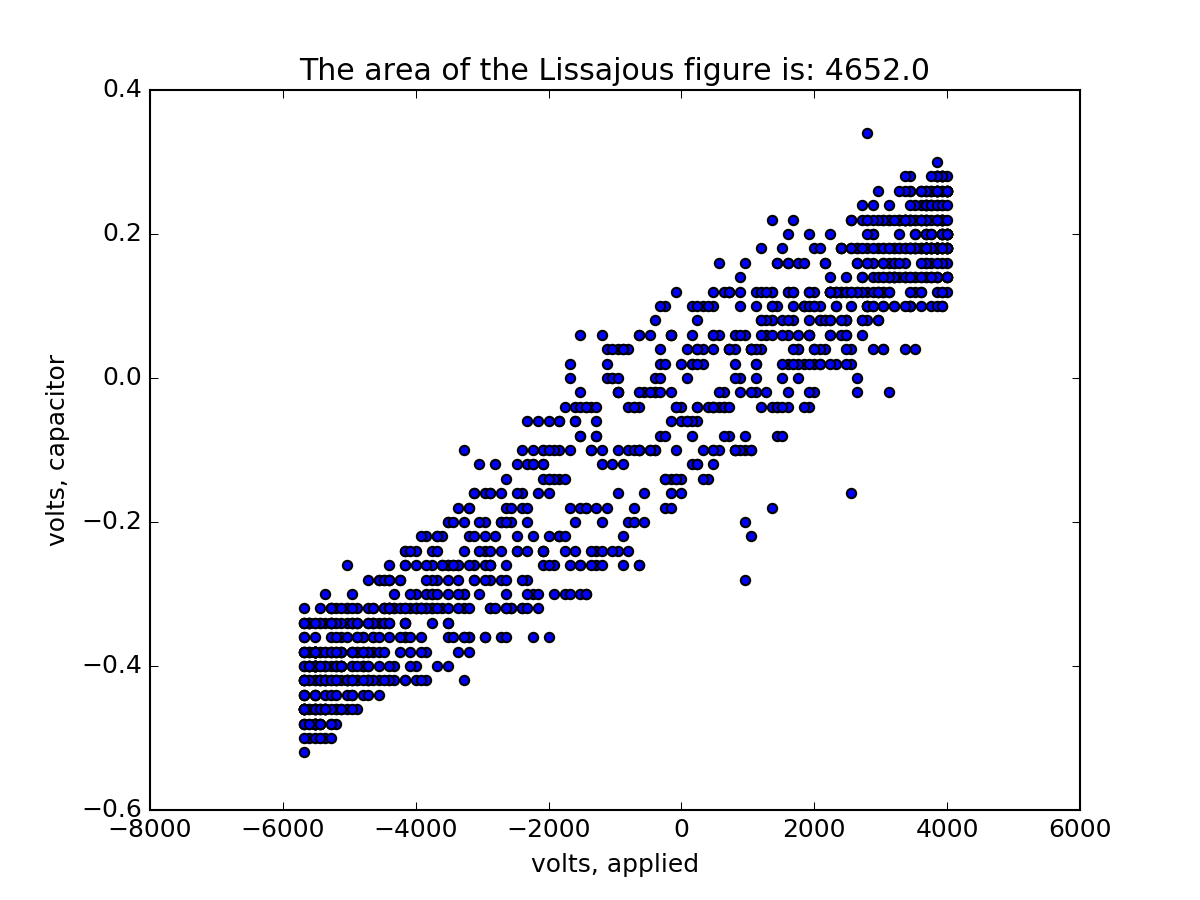 The area of the Lissajous figure is: 4652.0
0.4
0.2
0.0
−0.2
−0.4
−0.6
volts, capacitor
−8000 −6000 −4000 −2000 0 2000 4000 6000
volts, applied